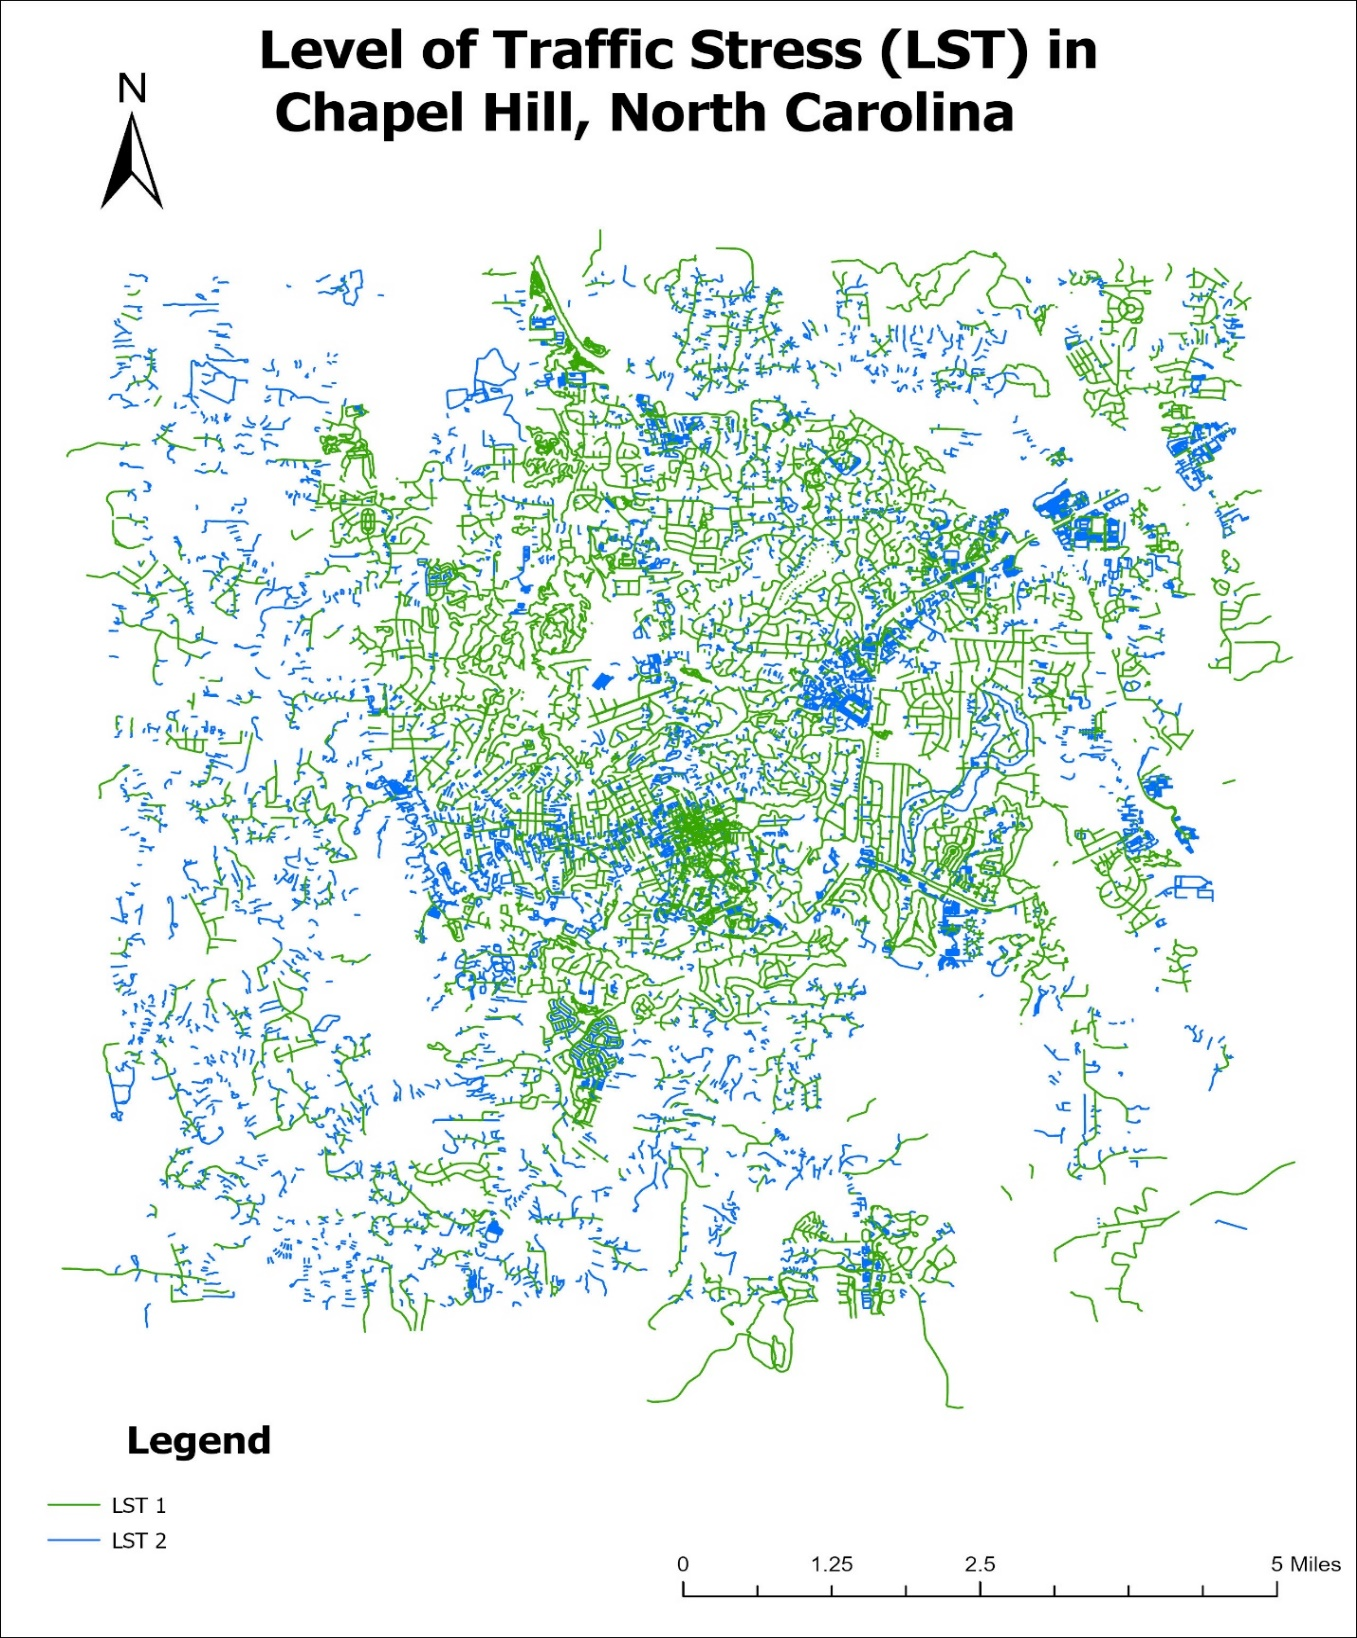 Level of Traffic Stress (LST) in
Chapel Hill, North Carolina
N
Legend
LST 1
LST 2
0 1.25 2.5 5 Miles